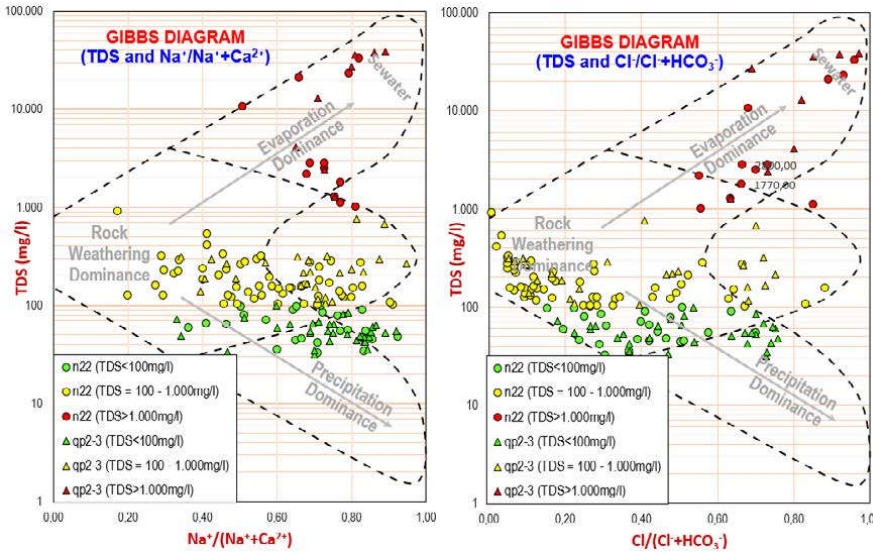 GIBBS DIAGRAM
(TDS and Na⁺/Na⁺+Ca²⁺)
TDS (mg/l)
100.000
10.000
1.000
100
10
1
Sewater
Evaporation
Dominance
Rock
Weathering
Dominance
Precipitation
Dominance
n22 (TDS<100mg/l)
n22 (TDS = 100 - 1.000mg/l)
n22 (TDS>1.000mg/l)
qp2-3 (TDS<100mg/l)
qp2-3 (TDS = 100 - 1.000mg/l)
qp2-3 (TDS>1.000mg/l)
0,00 0,20 0,40 0,60 0,80 1,00
Na⁺/(Na⁺+Ca²⁺)
GIBBS DIAGRAM
(TDS and Cl⁻/Cl⁻+HCO₃⁻)
TDS (mg/l)
100.000
10.000
1.000
100
10
1
Sewater
Evaporation
Dominance
2800,00
1770,00
Rock
Weathering
Dominance
Precipitation
Dominance
n22 (TDS<100mg/l)
n22 (TDS = 100 - 1.000mg/l)
n22 (TDS>1.000mg/l)
qp2-3 (TDS<100mg/l)
qp2-3 (TDS = 100 - 1.000mg/l)
qp2-3 (TDS>1.000mg/l)
0,00 0,20 0,40 0,60 0,80 1,00
Cl/(Cl⁻+HCO₃⁻)